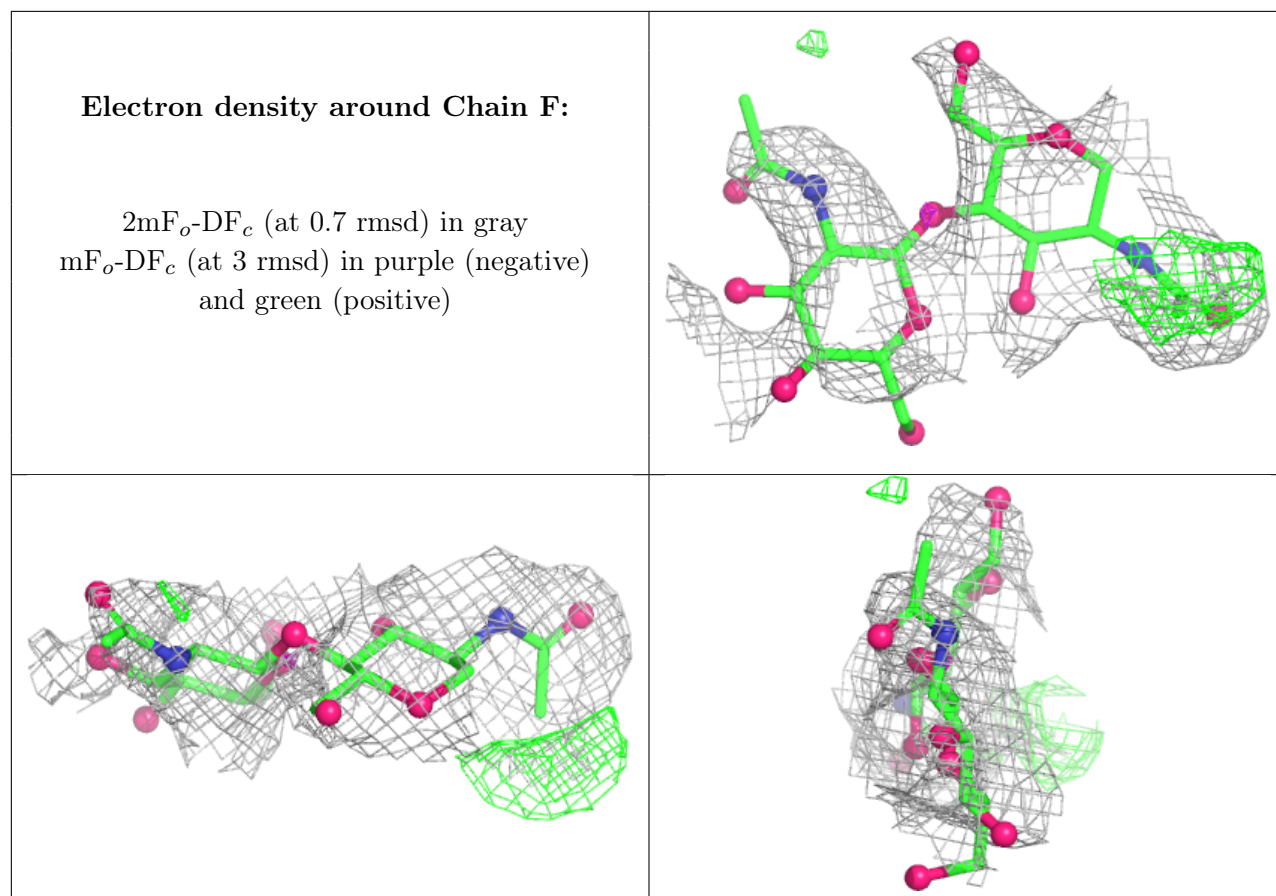 Electron density around Chain F:
2mFₒ-DF𝒸 (at 0.7 rmsd) in gray
mFₒ-DF𝒸 (at 3 rmsd) in purple (negative)
and green (positive)